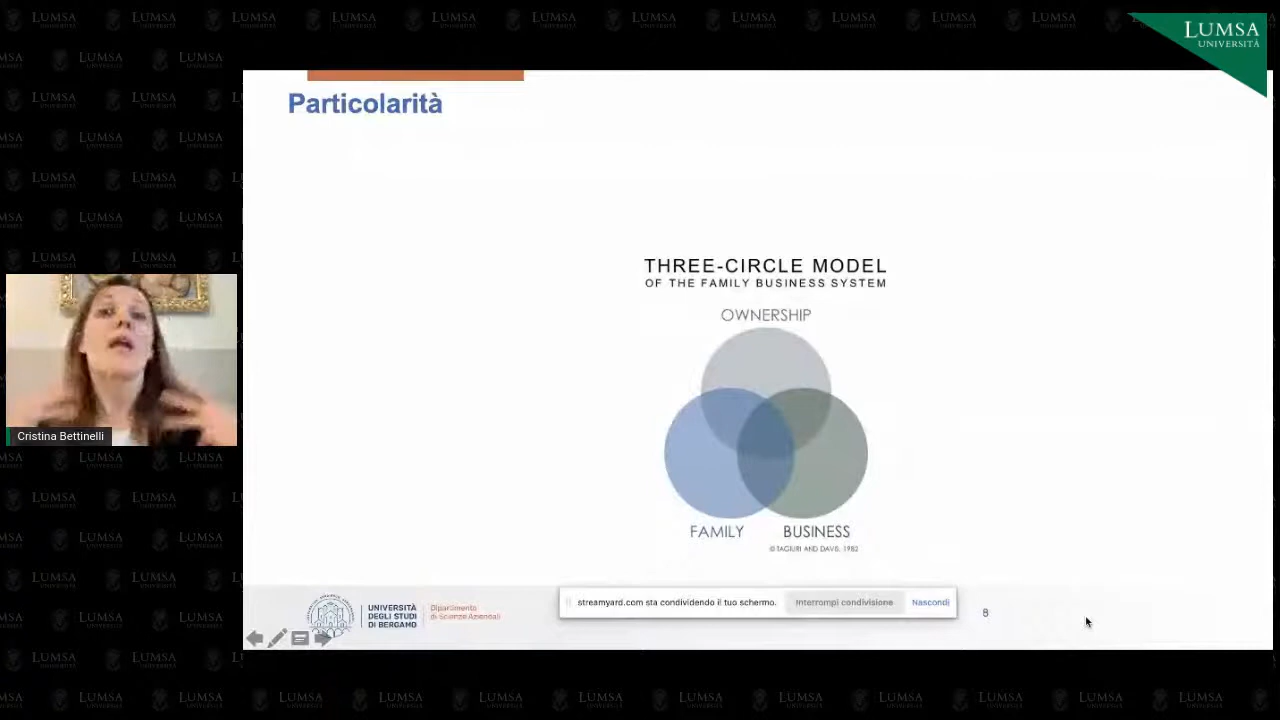 LUMSA
UNIVERSITÀ
Particolarità
THREE-CIRCLE MODEL
OF THE FAMILY BUSINESS SYSTEM
OWNERSHIP
FAMILY
BUSINESS
© TAGIURI AND DAVIS, 1982
Cristina Bettinelli
UNIVERSITÀ
DEGLI STUDI
DI BERGAMO
Dipartimento
di Scienze Aziendali
streamyard.com sta condividendo il tuo schermo.
Interrompi condivisione
Nascondi
8